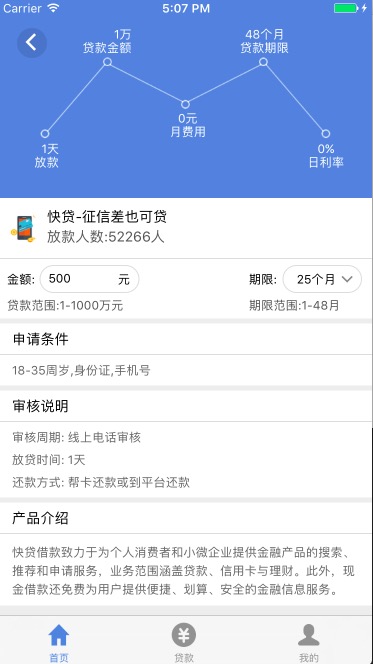 Carrier 5:07 PM
1万
贷款金额
48个月
贷款期限
0元
月费用
1天
放款
0%
日利率
快贷-征信差也可贷
放款人数:52266人
金额: 500 元 期限: 25个月
贷款范围:1-1000万元 期限范围:1-48月
申请条件
18-35周岁,身份证,手机号
审核说明
审核周期: 线上电话审核
放贷时间: 1天
还款方式: 帮卡还款或到平台还款
产品介绍
快贷借款致力于为个人消费者和小微企业提供金融产品的搜索、
推荐和申请服务，业务范围涵盖贷款、信用卡与理财。此外，现
金借款还免费为用户提供便捷、划算、安全的金融信息服务。
首页 贷款 我的